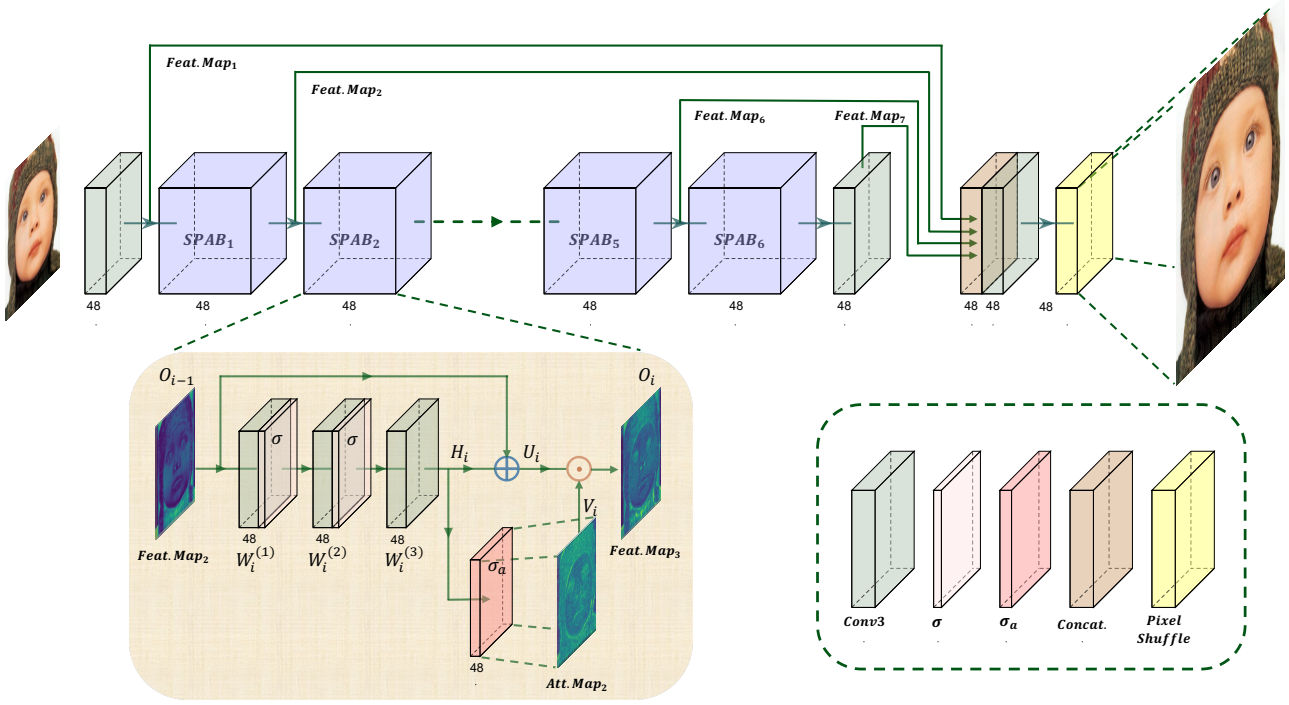 Feat.Map₁
Feat.Map₂
Feat.Map₆
Feat.Map₇
SPAB₁
SPAB₂
SPAB₅
SPAB₆
48
48
48
48
48
48
48 48
48
Oᵢ₋₁
Oᵢ
σ
σ
Hᵢ
Uᵢ
Vᵢ
Feat.Map₂
48
48
48
Feat.Map₃
Wᵢ⁽¹⁾
Wᵢ⁽²⁾
Wᵢ⁽³⁾
σₐ
48
Att.Map₂
Conv3
σ
σₐ
Concat.
Pixel
Shuffle